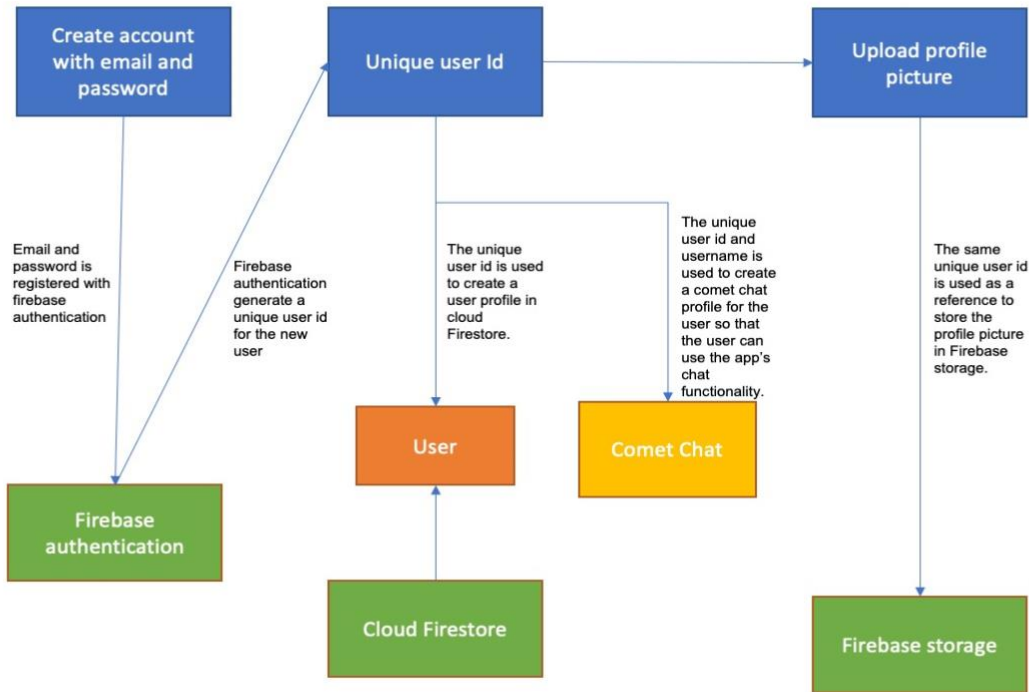 Create account
with email and
password
Unique user Id
Upload profile
picture
Email and
password is
registered with
firebase
authentication
Firebase
authentication
generate a
unique user id
for the new
user
The unique
user id is used
to create a
user profile in
cloud
Firestore.
The unique
user id and
username is
used to create
a comet chat
profile for the
user so that
the user can
use the app's
chat
functionality.
The same
unique user id
is used as a
reference to
store the
profile picture
in Firebase
storage.
User
Comet Chat
Firebase
authentication
Cloud Firestore
Firebase storage